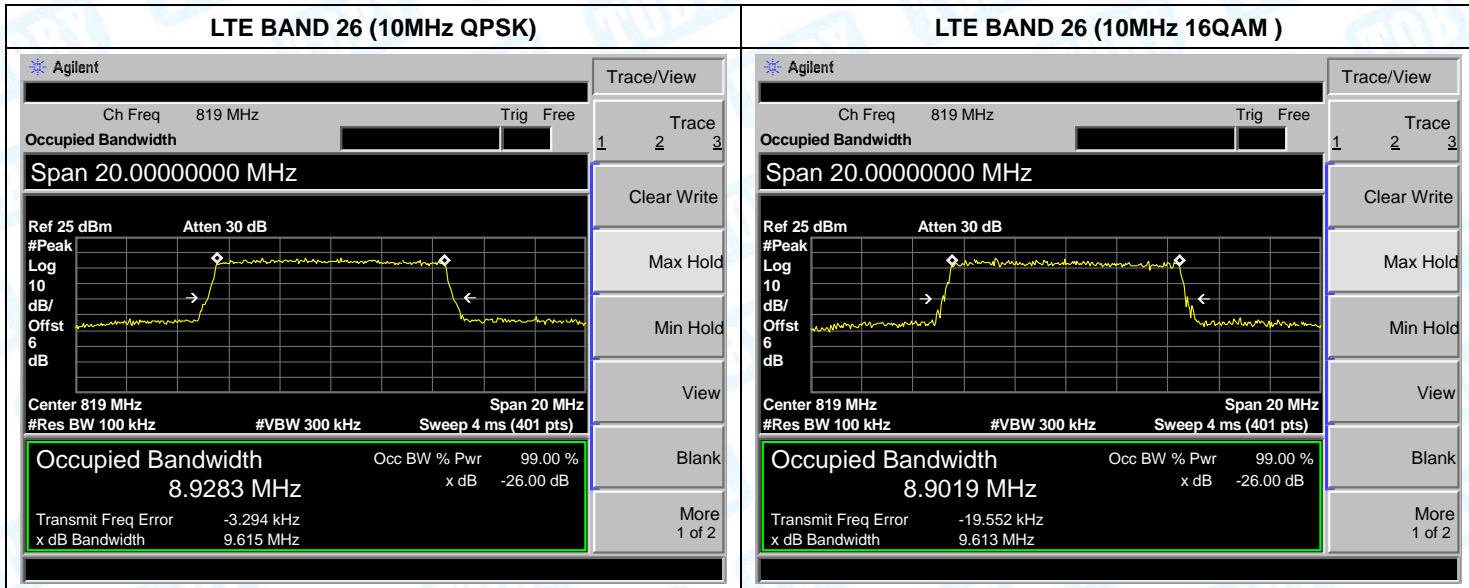 LTE BAND 26 (10MHz QPSK)
Agilent
Ch Freq 819 MHz Trig Free
Occupied Bandwidth
Span 20.00000000 MHz
Ref 25 dBm Atten 30 dB
#Peak
Log
10
dB/
Offst
6
dB
Center 819 MHz Span 20 MHz
#Res BW 100 kHz #VBW 300 kHz Sweep 4 ms (401 pts)
Occupied Bandwidth Occ BW % Pwr 99.00 %
8.9283 MHz x dB -26.00 dB
Transmit Freq Error -3.294 kHz
x dB Bandwidth 9.615 MHz
Trace/View
Trace
1 2 3
Clear Write
Max Hold
Min Hold
View
Blank
More
1 of 2
LTE BAND 26 (10MHz 16QAM )
Agilent
Ch Freq 819 MHz Trig Free
Occupied Bandwidth
Span 20.00000000 MHz
Ref 25 dBm Atten 30 dB
#Peak
Log
10
dB/
Offst
6
dB
Center 819 MHz Span 20 MHz
#Res BW 100 kHz #VBW 300 kHz Sweep 4 ms (401 pts)
Occupied Bandwidth Occ BW % Pwr 99.00 %
8.9019 MHz x dB -26.00 dB
Transmit Freq Error -19.552 kHz
x dB Bandwidth 9.613 MHz
Trace/View
Trace
1 2 3
Clear Write
Max Hold
Min Hold
View
Blank
More
1 of 2